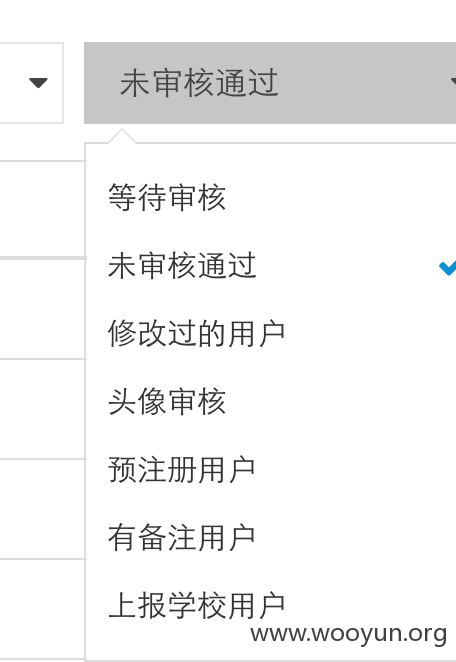 未审核通过
等待审核
未审核通过
修改过的用户
头像审核
预注册用户
有备注用户
上报学校用户
www.wooyun.org